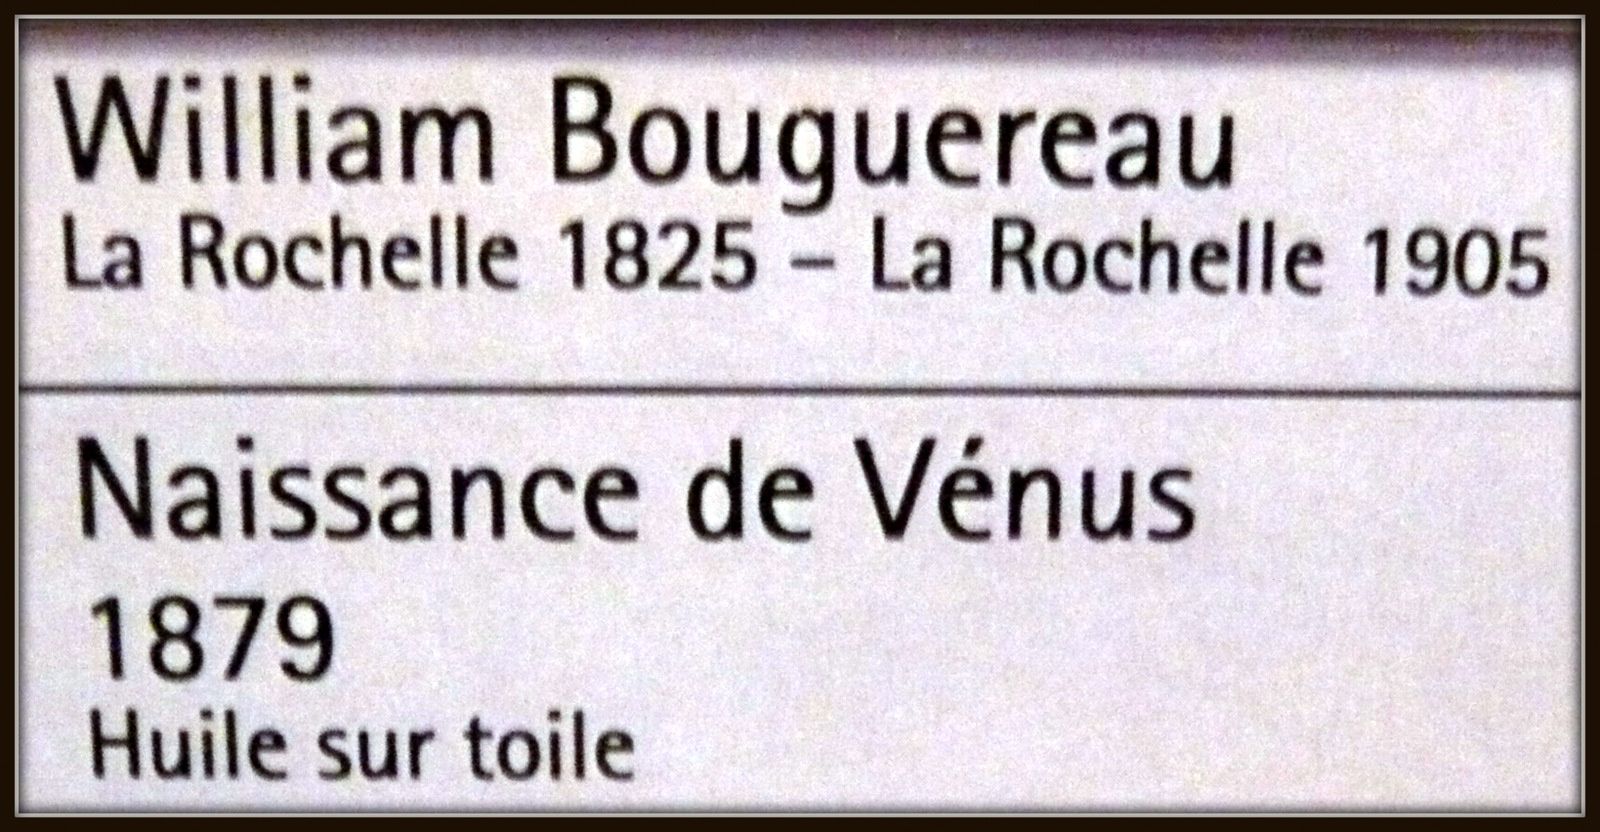 William Bouguereau
La Rochelle 1825 – La Rochelle 1905
Naissance de Vénus
1879
Huile sur toile